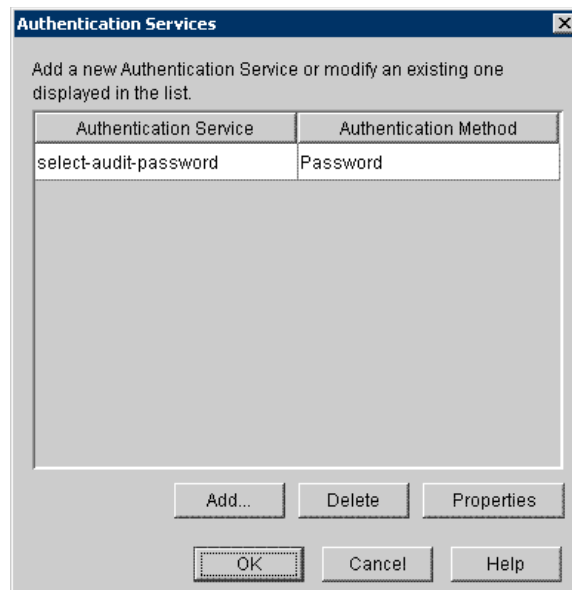 Authentication Services
Add a new Authentication Service or modify an existing one
displayed in the list.
Authentication Service Authentication Method
select-audit-password Password
Add... Delete Properties
OK Cancel Help